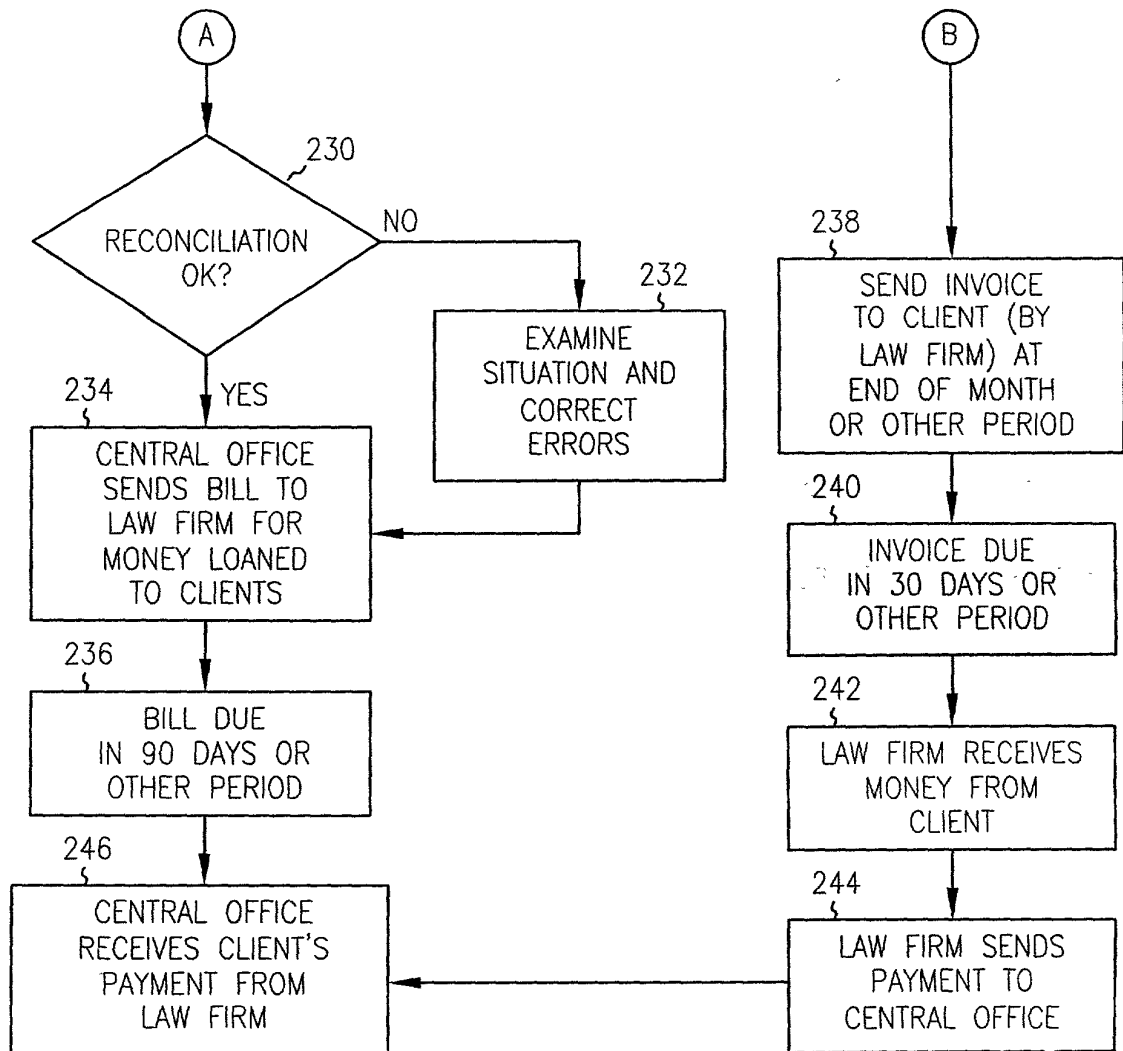 A
230
RECONCILIATION
OK?
NO
232
EXAMINE
SITUATION AND
CORRECT
ERRORS
YES
234
CENTRAL OFFICE
SENDS BILL TO
LAW FIRM FOR
MONEY LOANED
TO CLIENTS
236
BILL DUE
IN 90 DAYS OR
OTHER PERIOD
246
CENTRAL OFFICE
RECEIVES CLIENT'S
PAYMENT FROM
LAW FIRM
B
238
SEND INVOICE
TO CLIENT (BY
LAW FIRM) AT
END OF MONTH
OR OTHER PERIOD
240
INVOICE DUE
IN 30 DAYS OR
OTHER PERIOD
242
LAW FIRM RECEIVES
MONEY FROM
CLIENT
244
LAW FIRM SENDS
PAYMENT TO
CENTRAL OFFICE